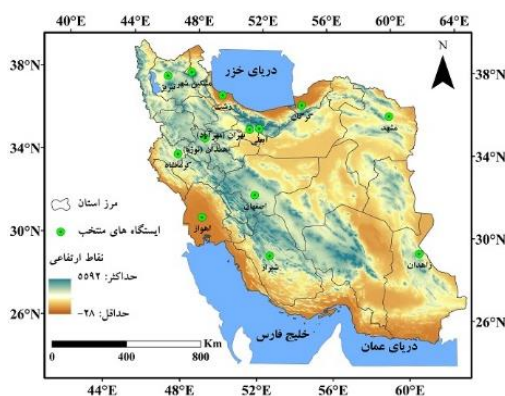 40°E 44°E 48°E 52°E 56°E 60°E 64°E
N
38°N
34°N
30°N
26°N
38°N
34°N
30°N
26°N
دریای خزر
مشکین شهر
تبریز
رشت
گرگان
مشهد
تهران (مهرآباد)
همدان (نوژه)
کرمانشاه
اصفهان
اهواز
شیراز
زاهدان
خلیج فارس
دریای عمان
مرز استان
ایستگاه های منتخب
نقاط ارتفاعی
حداکثر: ۵۵۹۲
حداقل: ۲۸-
Km
0 400 800
44°E 48°E 52°E 56°E 60°E